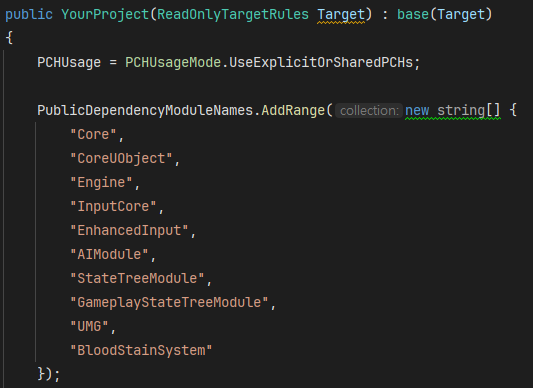 public YourProject(ReadOnlyTargetRules Target) : base(Target)
{
    PCHUsage = PCHUsageMode.UseExplicitOrSharedPCHs;

    PublicDependencyModuleNames.AddRange( collection: new string[] {
        "Core",
        "CoreUObject",
        "Engine",
        "InputCore",
        "EnhancedInput",
        "AIModule",
        "StateTreeModule",
        "GameplayStateTreeModule",
        "UMG",
        "BloodStainSystem"
    });